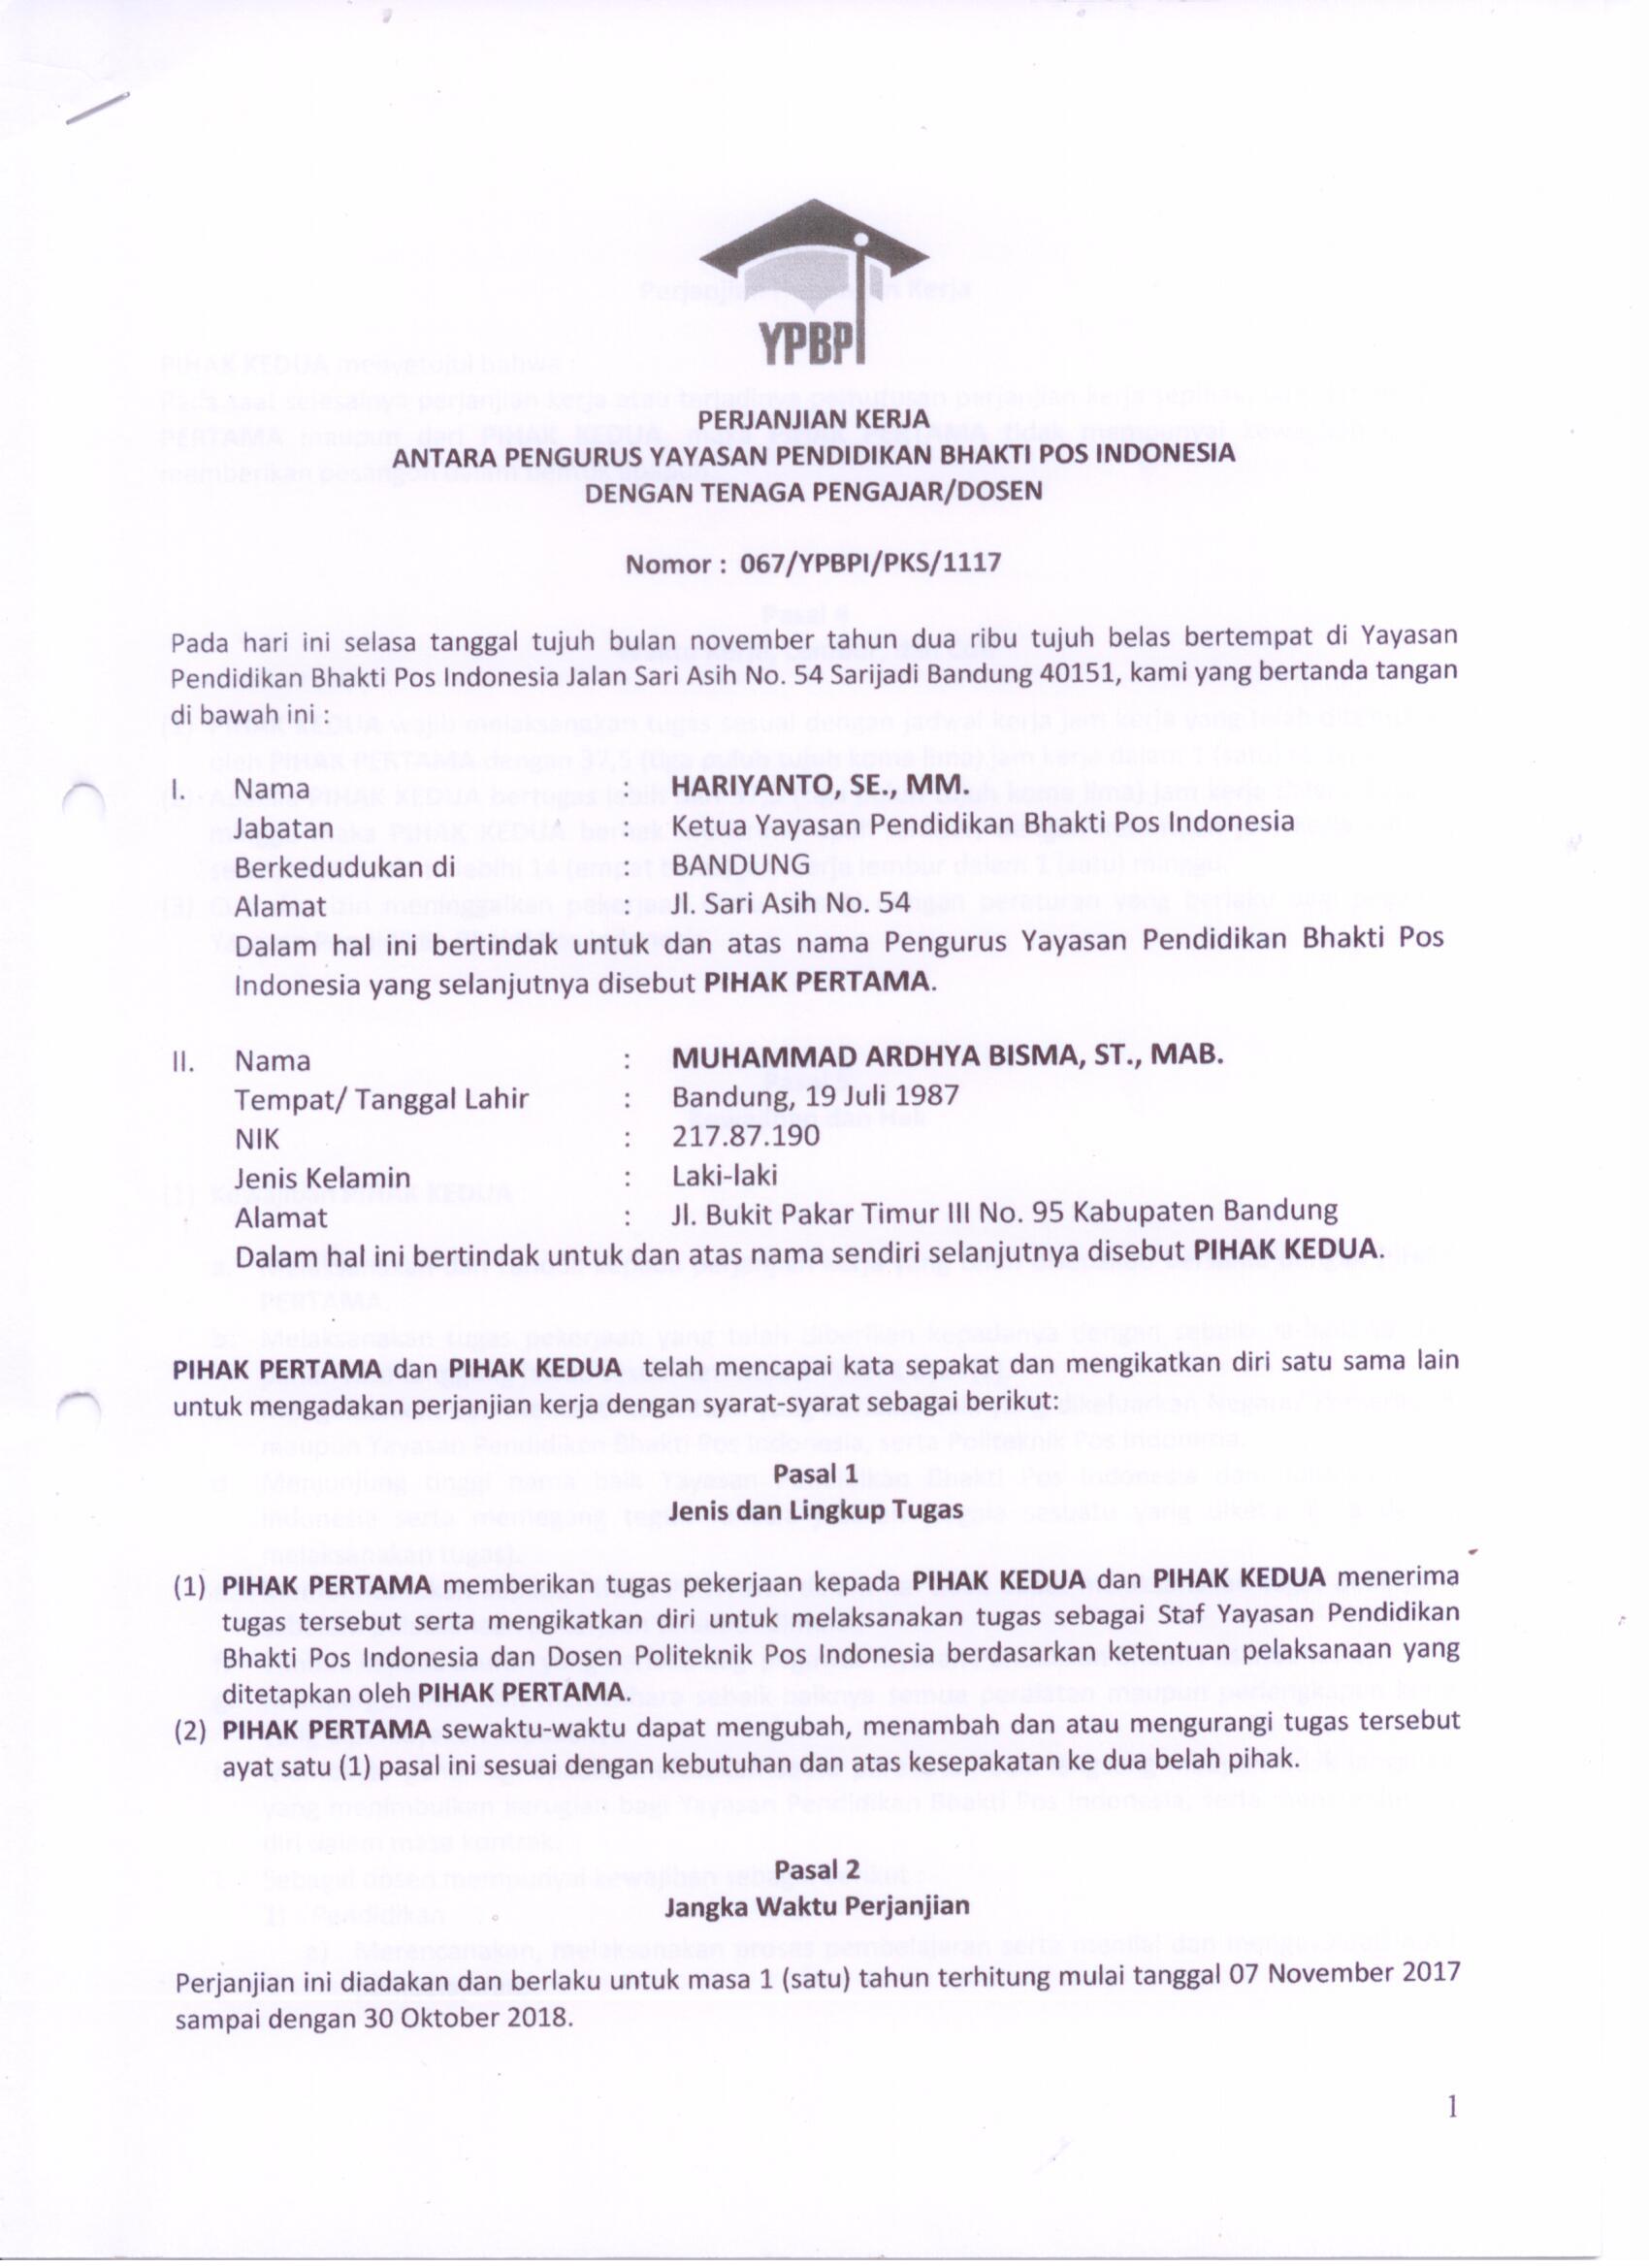 YPBPI
PERJANJIAN KERJA
ANTARA PENGURUS YAYASAN PENDIDIKAN BHAKTI POS INDONESIA
DENGAN TENAGA PENGAJAR/DOSEN
Nomor : 067/YPBPI/PKS/1117
Pada hari ini selasa tanggal tujuh bulan november tahun dua ribu tujuh belas bertempat di Yayasan
Pendidikan Bhakti Pos Indonesia Jalan Sari Asih No. 54 Sarijadi Bandung 40151, kami yang bertanda tangan
di bawah ini :
I. Nama : HARIYANTO, SE., MM.
Jabatan : Ketua Yayasan Pendidikan Bhakti Pos Indonesia
Berkedudukan di : BANDUNG
Alamat : Jl. Sari Asih No. 54
Dalam hal ini bertindak untuk dan atas nama Pengurus Yayasan Pendidikan Bhakti Pos
Indonesia yang selanjutnya disebut PIHAK PERTAMA.
II. Nama : MUHAMMAD ARDHYA BISMA, ST., MAB.
Tempat/ Tanggal Lahir : Bandung, 19 Juli 1987
NIK : 217.87.190
Jenis Kelamin : Laki-laki
Alamat : Jl. Bukit Pakar Timur III No. 95 Kabupaten Bandung
Dalam hal ini bertindak untuk dan atas nama sendiri selanjutnya disebut PIHAK KEDUA.
PIHAK PERTAMA dan PIHAK KEDUA telah mencapai kata sepakat dan mengikatkan diri satu sama lain
untuk mengadakan perjanjian kerja dengan syarat-syarat sebagai berikut:
Pasal 1
Jenis dan Lingkup Tugas
(1) PIHAK PERTAMA memberikan tugas pekerjaan kepada PIHAK KEDUA dan PIHAK KEDUA menerima
tugas tersebut serta mengikatkan diri untuk melaksanakan tugas sebagai Staf Yayasan Pendidikan
Bhakti Pos Indonesia dan Dosen Politeknik Pos Indonesia berdasarkan ketentuan pelaksanaan yang
ditetapkan oleh PIHAK PERTAMA.
(2) PIHAK PERTAMA sewaktu-waktu dapat mengubah, menambah dan atau mengurangi tugas tersebut
ayat satu (1) pasal ini sesuai dengan kebutuhan dan atas kesepakatan ke dua belah pihak.
Pasal 2
Jangka Waktu Perjanjian
Perjanjian ini diadakan dan berlaku untuk masa 1 (satu) tahun terhitung mulai tanggal 07 November 2017
sampai dengan 30 Oktober 2018.
1